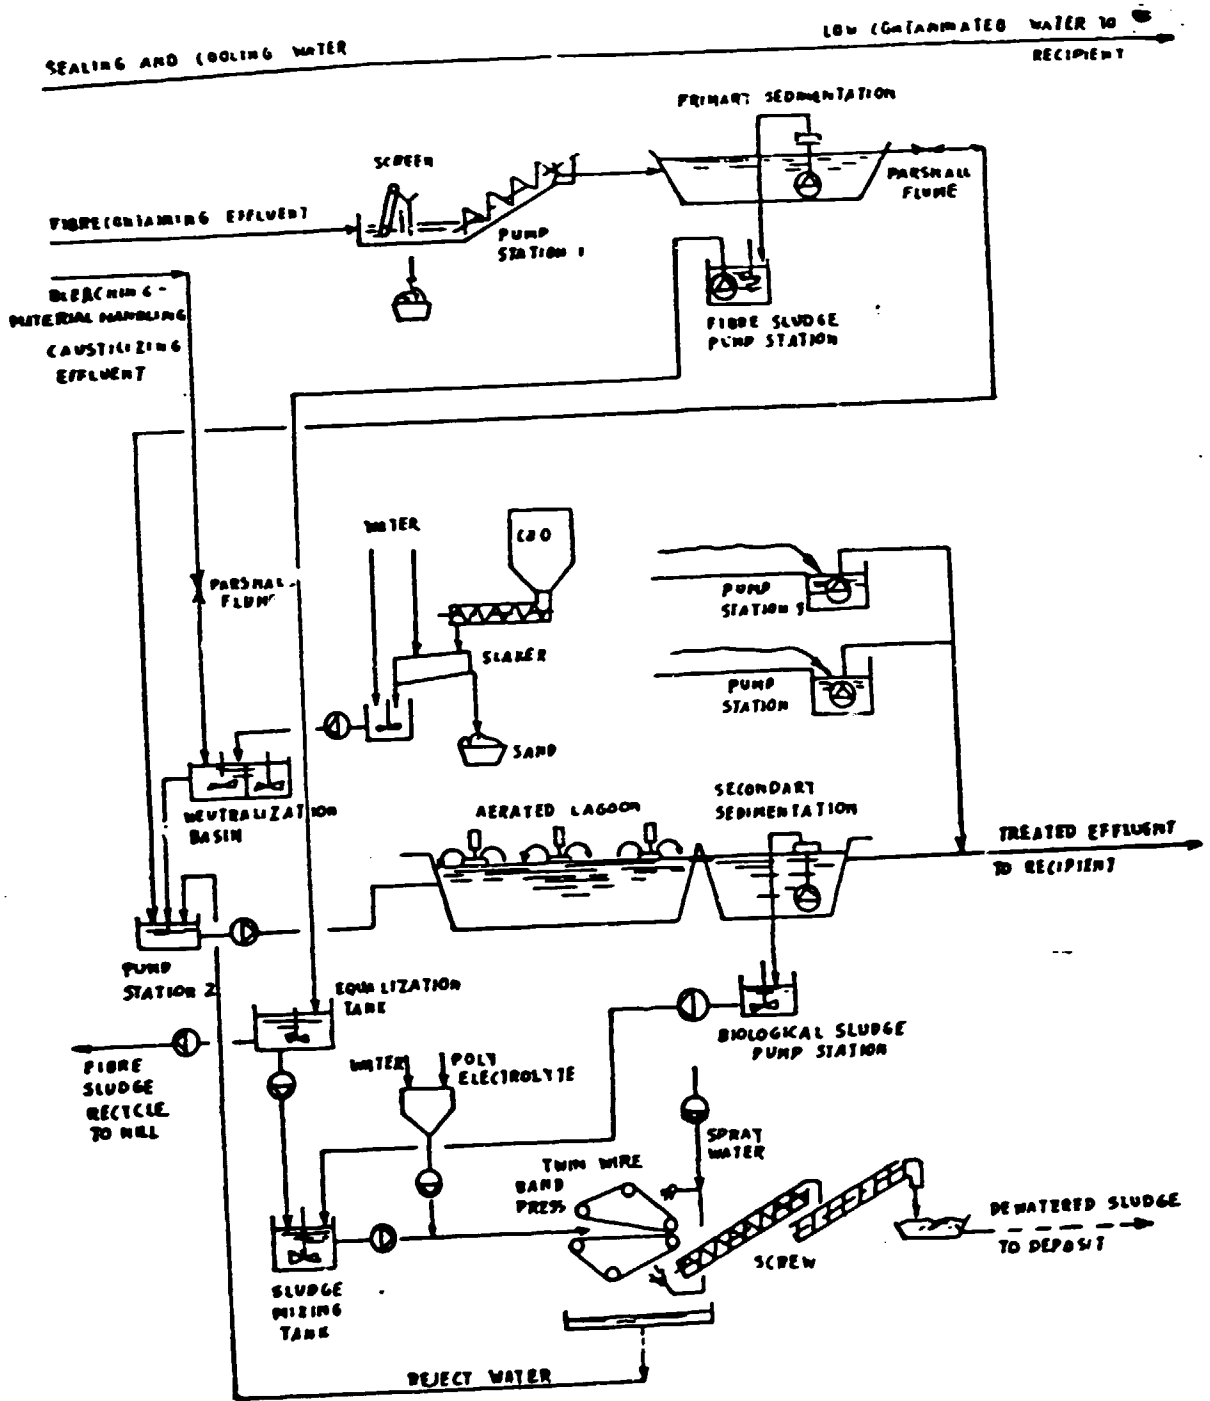 SEALING AND COOLING WATER
LOW CONTAMINATED WATER TO
RECIPIENT
PRIMARY SEDIMENTATION
SCREEN
PARSHALL
FLUME
FIBRECONTAINING EFFLUENT
PUMP
STATION 1
BLEACHING-
MATERIAL HANDLING
CAUSTILIZING
EFFLUENT
FIBRE SLUDGE
PUMP STATION
WATER
CaO
PARSHAL-
FLUME
PUMP
STATION 3
SLAKER
PUMP
STATION
SAND
NEUTRALIZATION
BASIN
AERATED LAGOON
SECONDARY
SEDIMENTATION
TREATED EFFLUENT
TO RECIPIENT
PUMP
STATION 2
EQUALIZATION
TANK
BIOLOGICAL SLUDGE
PUMP STATION
FIBRE
SLUDGE
RECYCLE
TO MILL
WATER
POLY
ELECTROLYTE
SPRAY
WATER
TWIN WIRE
BAND
PRESS
DEWATERED SLUDGE
TO DEPOSIT
SCREW
SLUDGE
MIXING
TANK
REJECT WATER